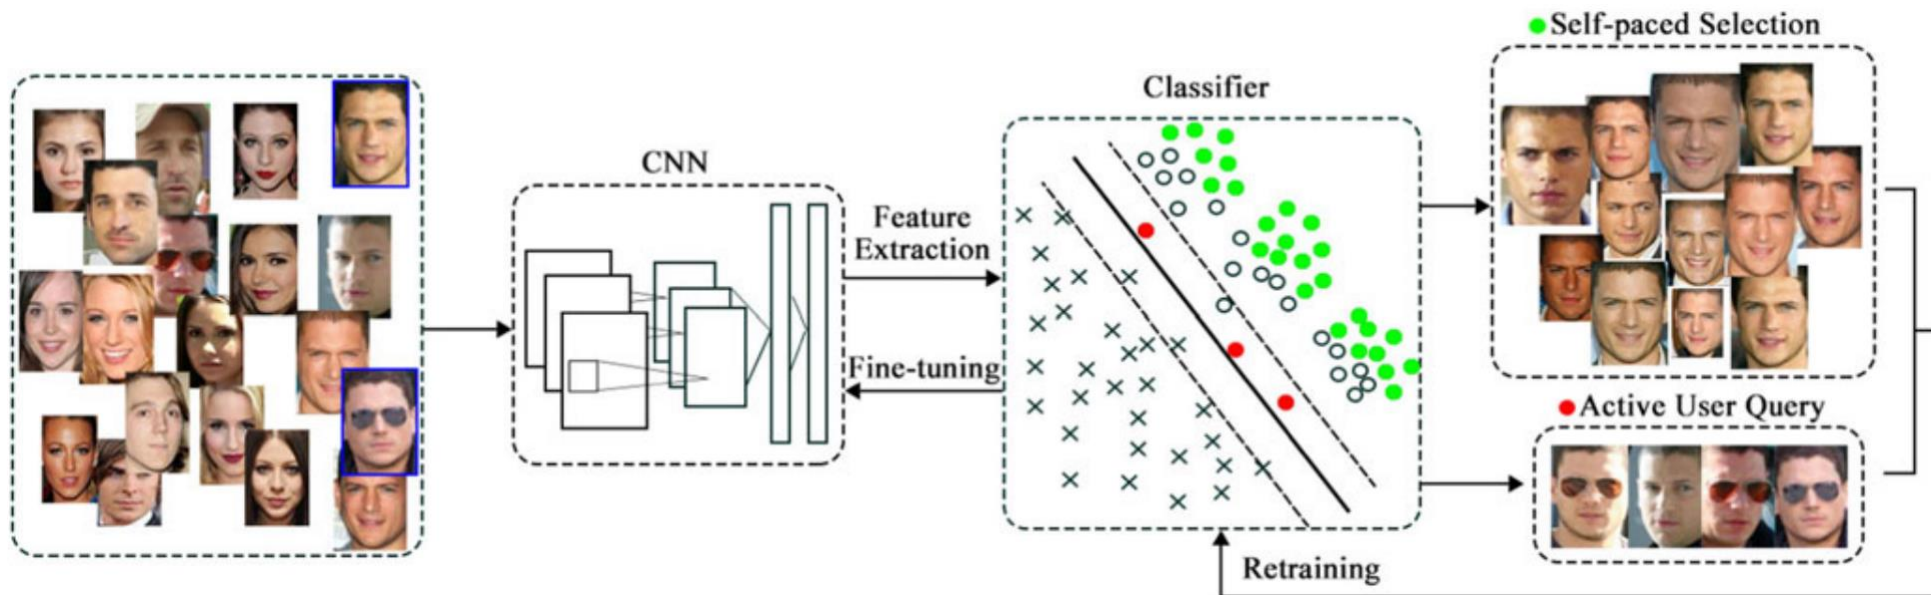 Self-paced Selection
Classifier
CNN
Feature
Extraction
Fine-tuning
Active User Query
Retraining